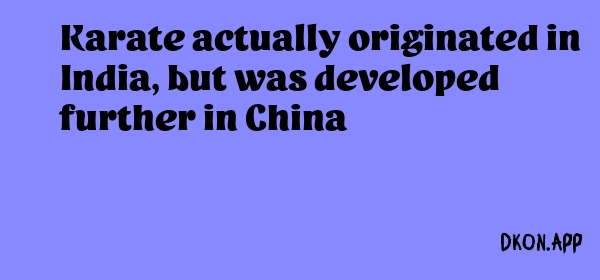 Karate actually originated in
India, but was developed
further in China
DKON.APP